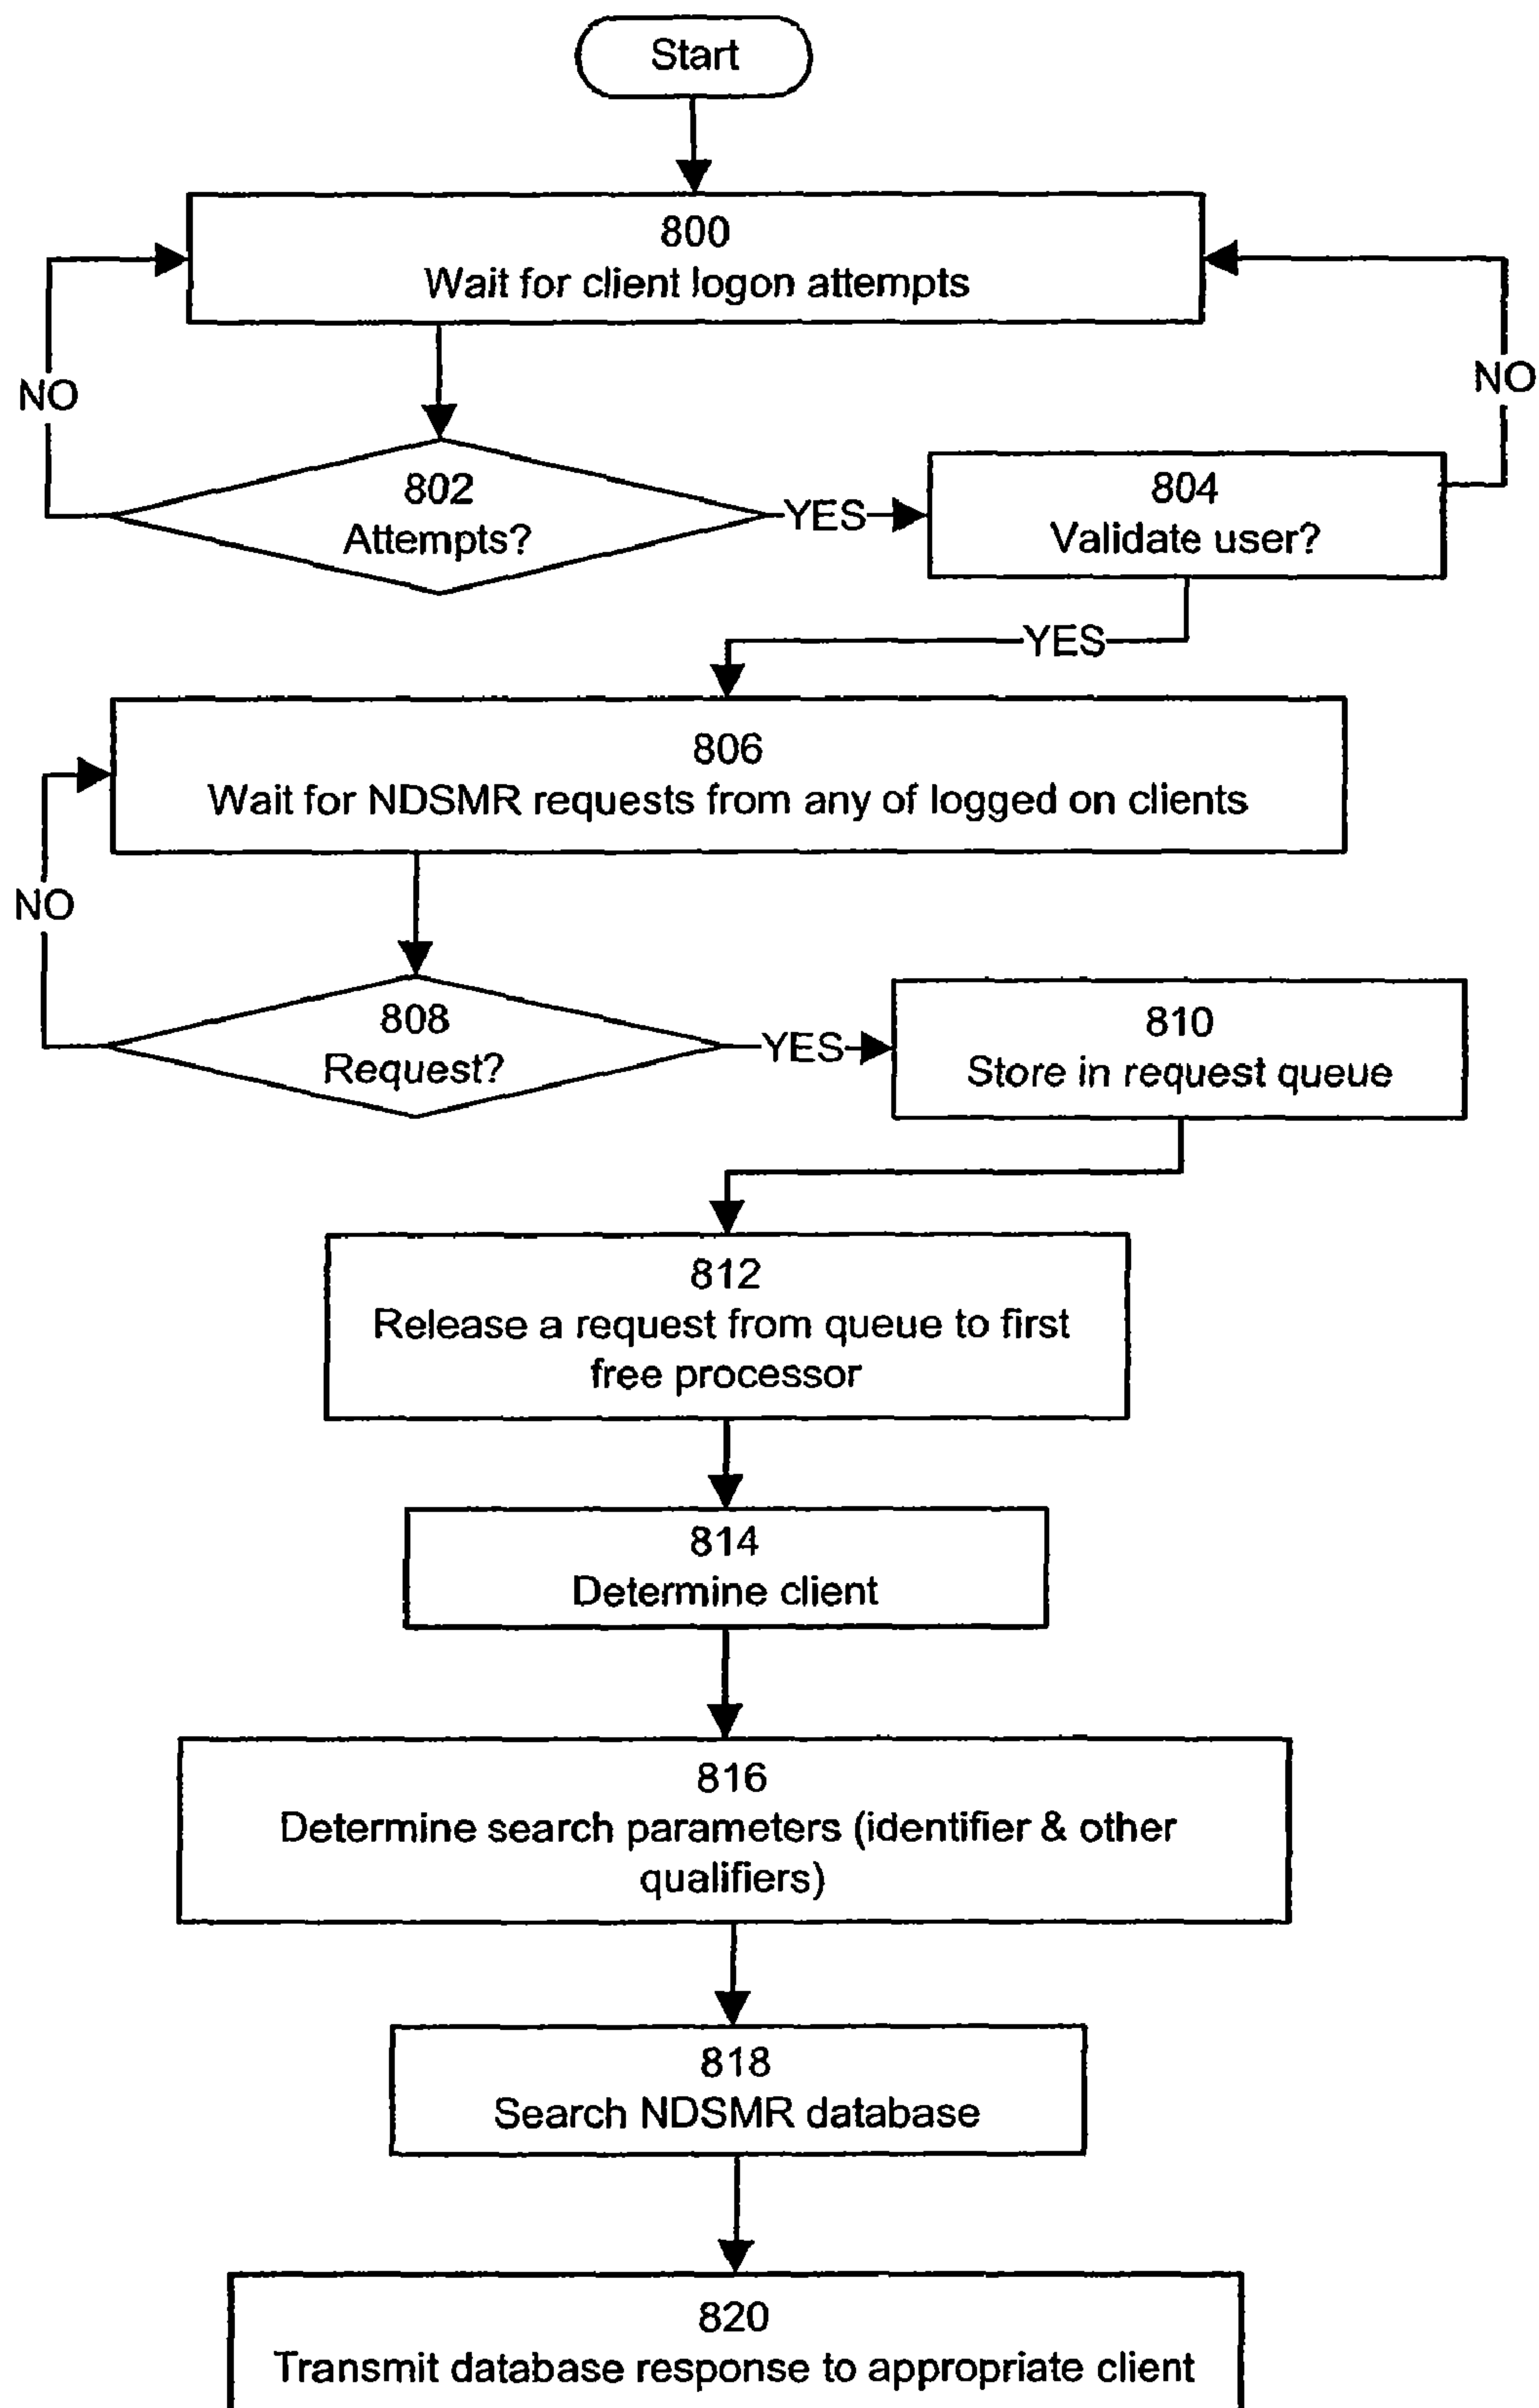 Start
800
Wait for client logon attempts
NO
NO
802
Attempts?
YES
804
Validate user?
YES
806
Wait for NDSMR requests from any of logged on clients
NO
808
Request?
YES
810
Store in request queue
812
Release a request from queue to first
free processor
814
Determine client
816
Determine search parameters (identifier & other
qualifiers)
818
Search NDSMR database
820
Transmit database response to appropriate client